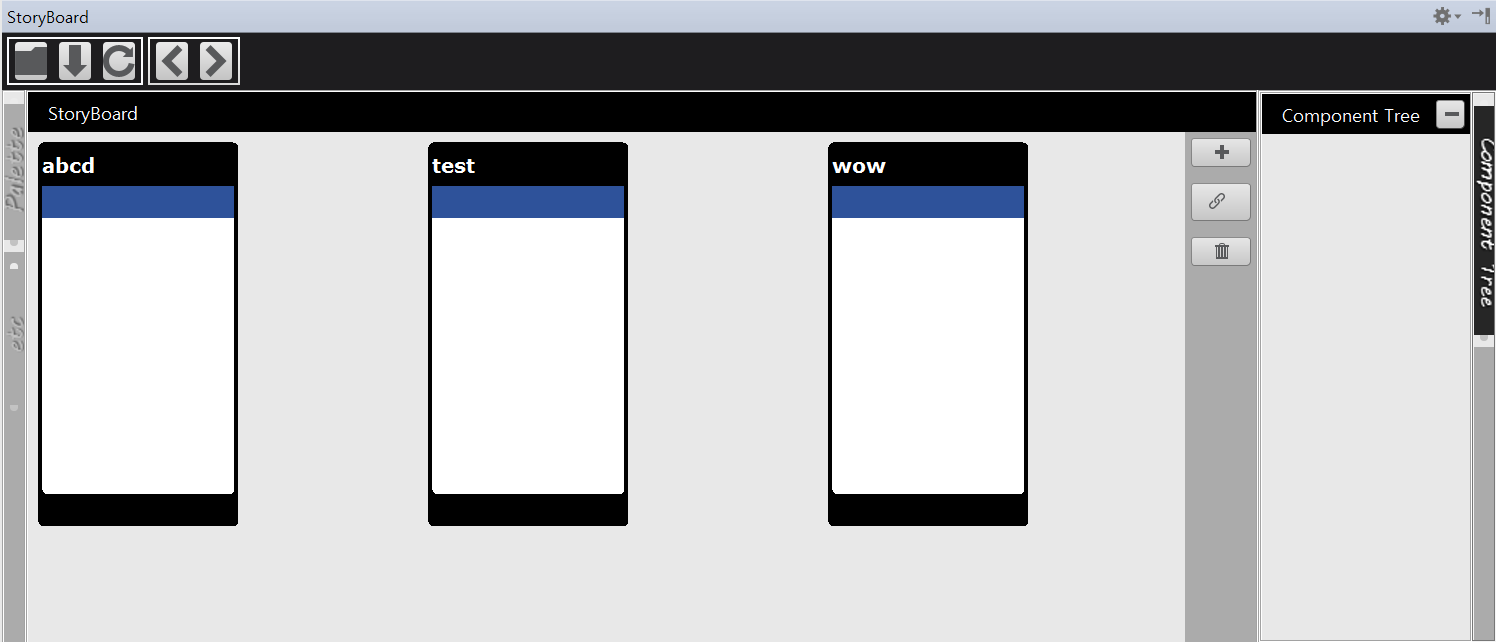 StoryBoard
StoryBoard
Component Tree
Palette
etc
abcd
test
wow
Component Tree